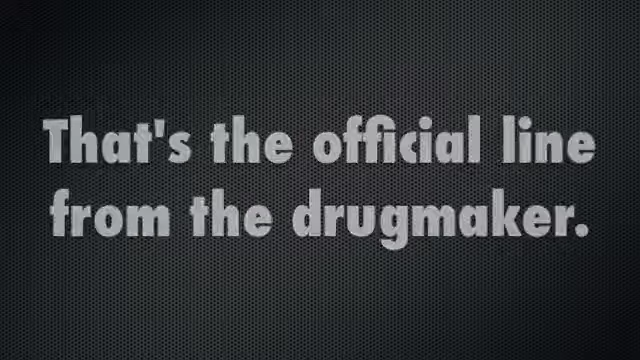 That's the official line
from the drugmaker.